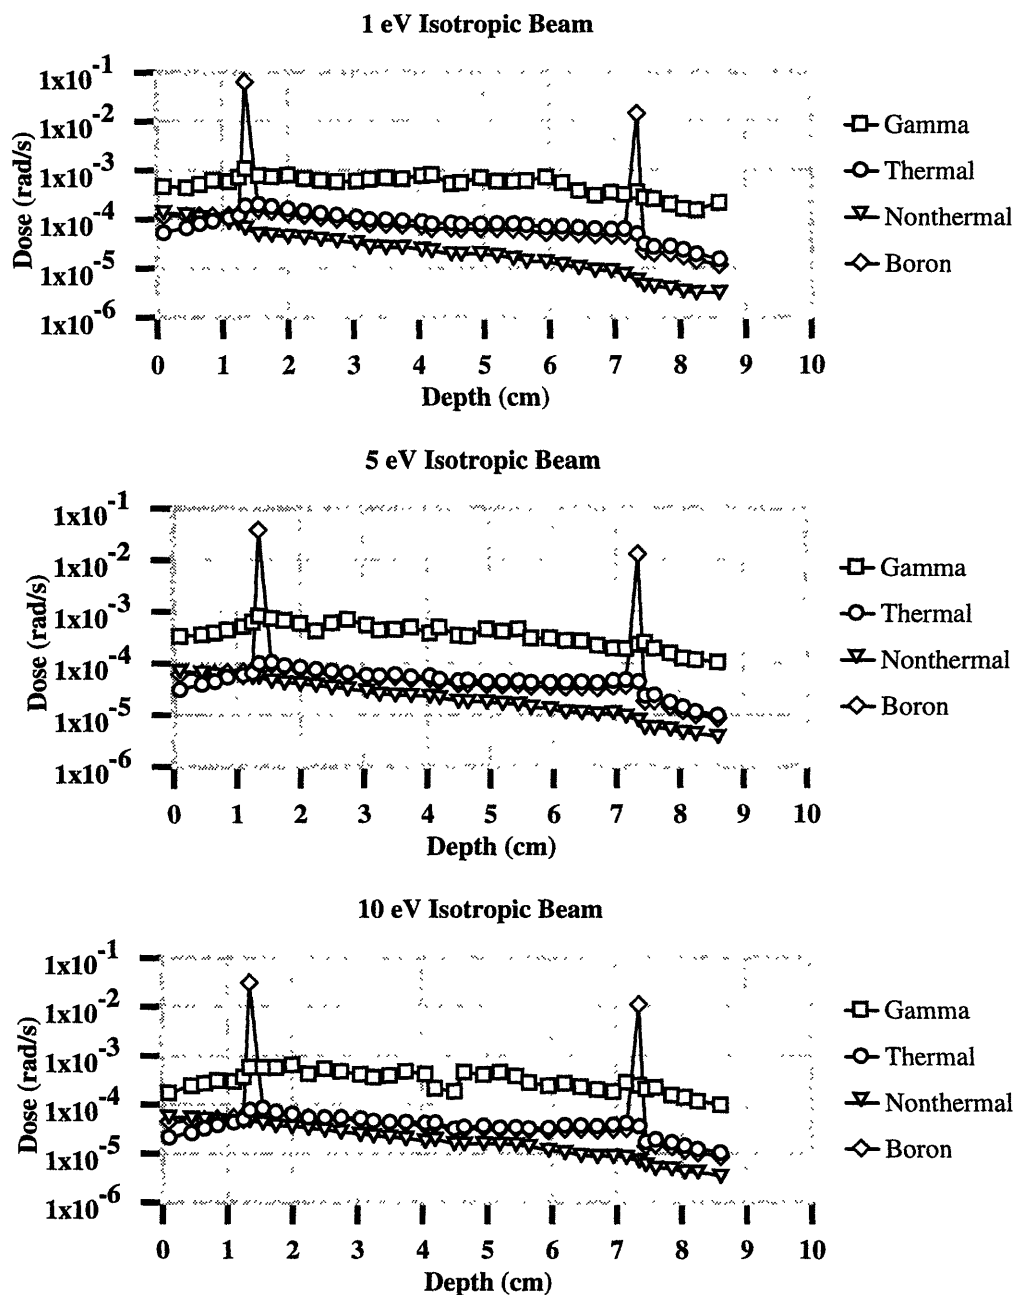 1 eV Isotropic Beam
1x10^-1
1x10^-2
1x10^-3
1x10^-4
1x10^-5
1x10^-6
Dose (rad/s)
0 1 2 3 4 5 6 7 8 9 10
Depth (cm)
Gamma
Thermal
Nonthermal
Boron
5 eV Isotropic Beam
1x10^-1
1x10^-2
1x10^-3
1x10^-4
1x10^-5
1x10^-6
Dose (rad/s)
0 1 2 3 4 5 6 7 8 9 10
Depth (cm)
Gamma
Thermal
Nonthermal
Boron
10 eV Isotropic Beam
1x10^-1
1x10^-2
1x10^-3
1x10^-4
1x10^-5
1x10^-6
Dose (rad/s)
0 1 2 3 4 5 6 7 8 9 10
Depth (cm)
Gamma
Thermal
Nonthermal
Boron